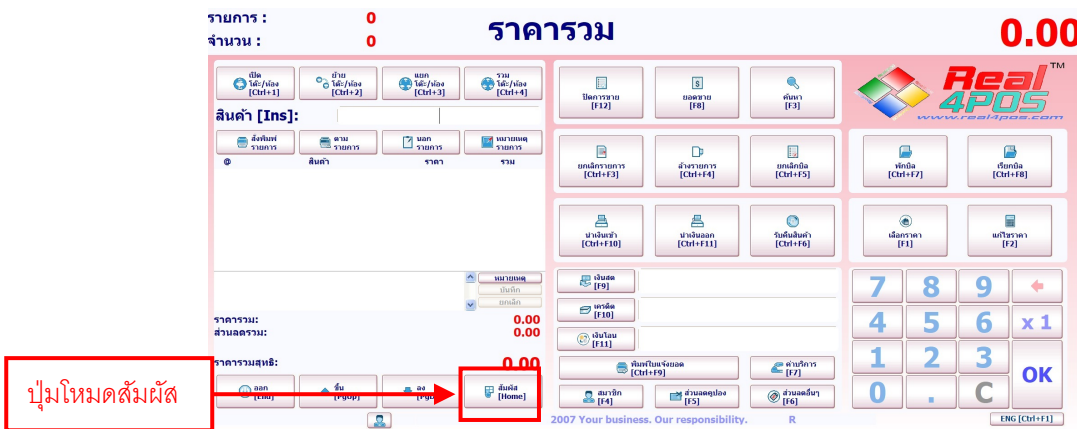 รายการ : 0
จำนวน : 0
ราคารวม
0.00
เปิด
โต๊ะ/ห้อง
[Ctrl+1]
ย้าย
โต๊ะ/ห้อง
[Ctrl+2]
แยก
โต๊ะ/ห้อง
[Ctrl+3]
รวม
โต๊ะ/ห้อง
[Ctrl+4]
สินค้า [Ins]:
สั่งพิมพ์
รายการ
ตาม
รายการ
บอก
รายการ
หมายเหตุ
รายการ
@ สินค้า ราคา รวม
หมายเหตุ
บันทึก
ยกเลิก
ราคารวม: 0.00
ส่วนลดรวม: 0.00
ราคารวมสุทธิ: 0.00
ออก
[End]
ขึ้น
[PgUp]
ลง
สัมผัส
[Home]
ปุ่มโหมดสัมผัส
ปิดการขาย
[F12]
ยอดขาย
[F8]
ค้นหา
[F3]
ยกเลิกรายการ
[Ctrl+F3]
ล้างรายการ
[Ctrl+F4]
ยกเลิกบิล
[Ctrl+F5]
นำเงินเข้า
[Ctrl+F10]
นำเงินออก
[Ctrl+F11]
รับคืนสินค้า
[Ctrl+F6]
เงินสด
[F9]
เครดิต
[F10]
เงินโอน
[F11]
พิมพ์ใบแจ้งยอด
[Ctrl+F9]
ค่าบริการ
[F7]
สมาชิก
[F4]
ส่วนลดคูปอง
[F5]
ส่วนลดอื่นๆ
[F6]
Real TM
4POS
www.real4pos.com
พักบิล
[Ctrl+F7]
เรียกบิล
[Ctrl+F8]
เลือกราคา
[F1]
แก้ไขราคา
[F2]
7 8 9
4 5 6 x 1
1 2 3 OK
0 . C
2007 Your business. Our responsibility. R
ENG [Ctrl+F1]